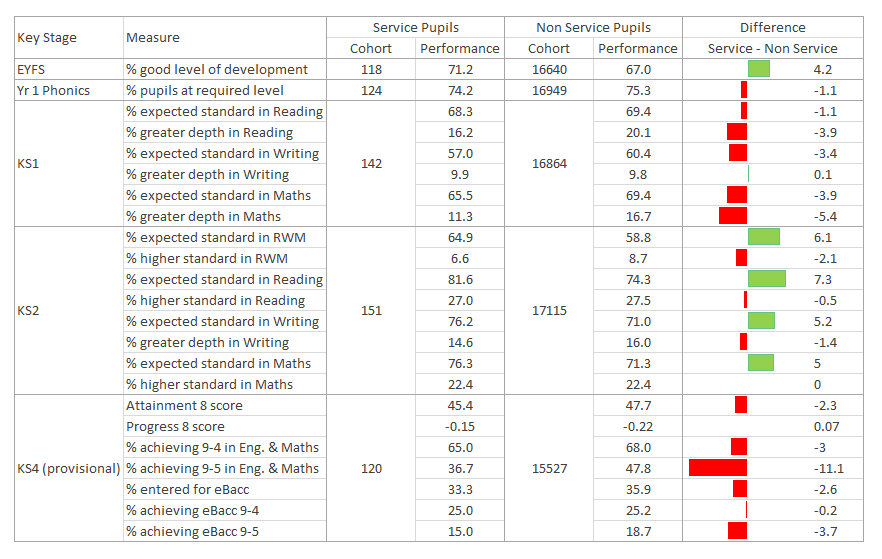 Key Stage Measure Service Pupils Non Service Pupils Difference
Cohort Performance Cohort Performance Service - Non Service
EYFS % good level of development 118 71.2 16640 67.0 4.2
Yr 1 Phonics % pupils at required level 124 74.2 16949 75.3 -1.1
KS1 142 16864
% expected standard in Reading 68.3 69.4 -1.1
% greater depth in Reading 16.2 20.1 -3.9
% expected standard in Writing 57.0 60.4 -3.4
% greater depth in Writing 9.9 9.8 0.1
% expected standard in Maths 65.5 69.4 -3.9
% greater depth in Maths 11.3 16.7 -5.4
KS2 151 17115
% expected standard in RWM 64.9 58.8 6.1
% higher standard in RWM 6.6 8.7 -2.1
% expected standard in Reading 81.6 74.3 7.3
% higher standard in Reading 27.0 27.5 -0.5
% expected standard in Writing 76.2 71.0 5.2
% greater depth in Writing 14.6 16.0 -1.4
% expected standard in Maths 76.3 71.3 5
% higher standard in Maths 22.4 22.4 0
KS4 (provisional) 120 15527
Attainment 8 score 45.4 47.7 -2.3
Progress 8 score -0.15 -0.22 0.07
% achieving 9-4 in Eng. & Maths 65.0 68.0 -3
% achieving 9-5 in Eng. & Maths 36.7 47.8 -11.1
% entered for eBacc 33.3 35.9 -2.6
% achieving eBacc 9-4 25.0 25.2 -0.2
% achieving eBacc 9-5 15.0 18.7 -3.7